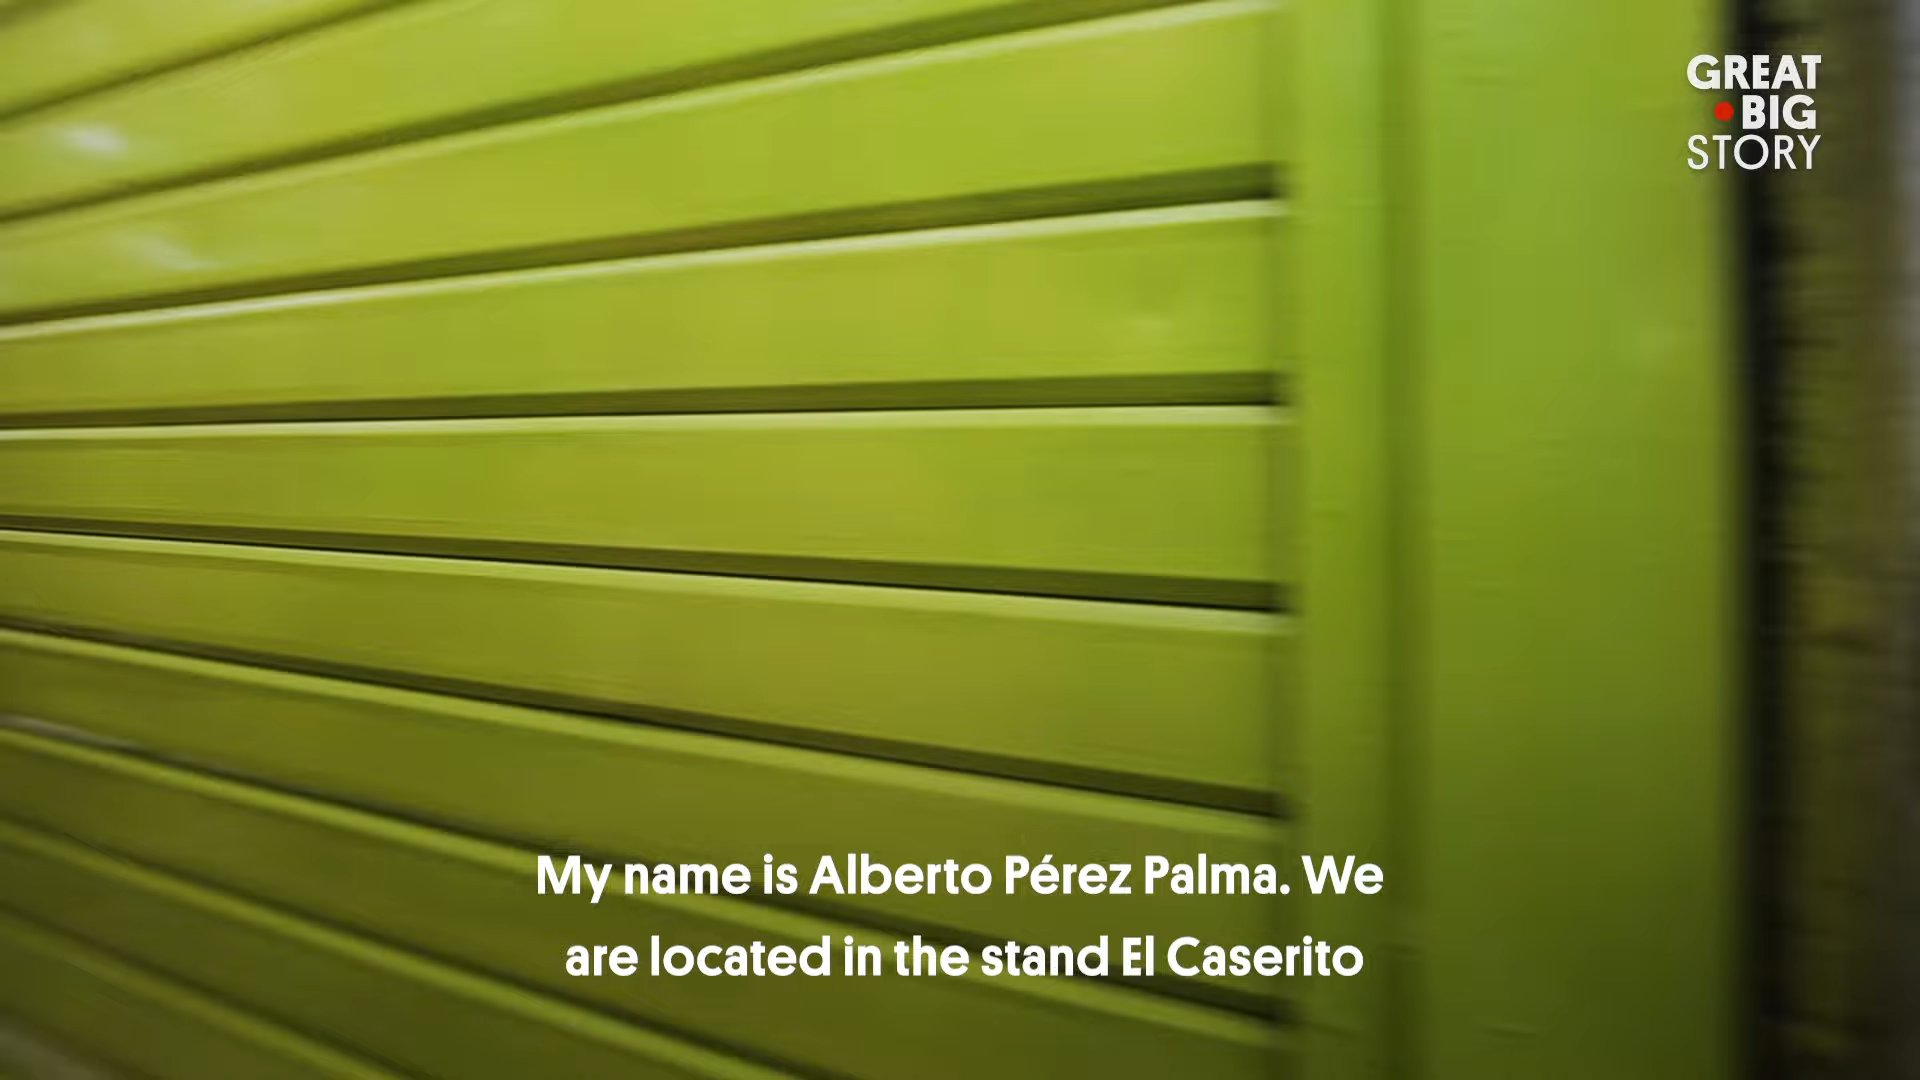 GREAT
BIG
STORY
My name is Alberto Pérez Palma. We
are located in the stand El Caserito